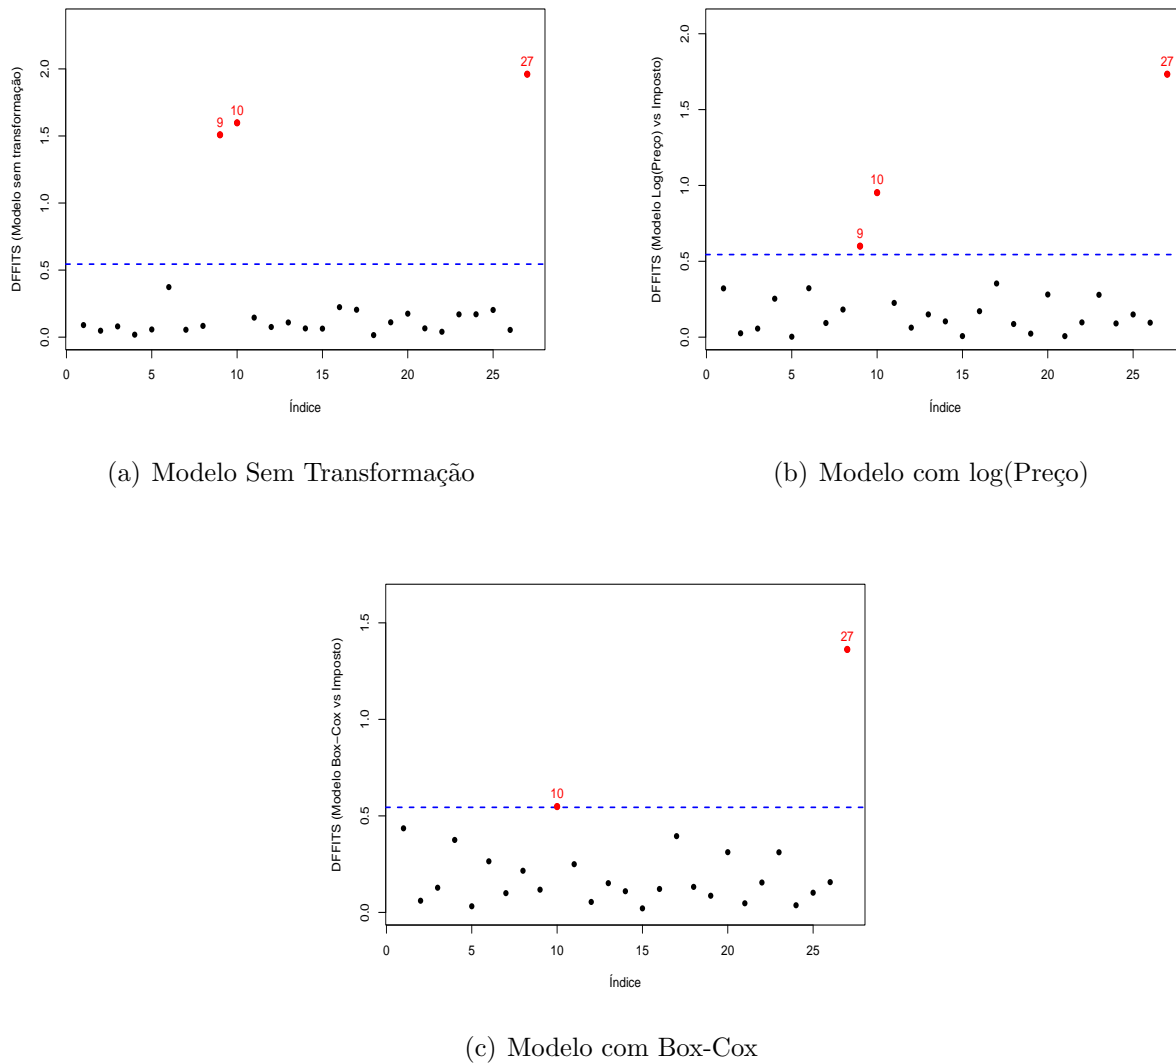 DFFITS (Modelo sem transformação)
2.0
1.5
1.0
0.5
0.0
27
10
9
0 5 10 15 20 25
Índice
(a) Modelo Sem Transformação
DFFITS (Modelo Log(Preço) vs Imposto)
2.0
1.5
1.0
0.5
0.0
27
10
9
0 5 10 15 20 25
Índice
(b) Modelo com log(Preço)
DFFITS (Modelo Box−Cox vs Imposto)
1.5
1.0
0.5
0.0
27
10
0 5 10 15 20 25
Índice
(c) Modelo com Box-Cox